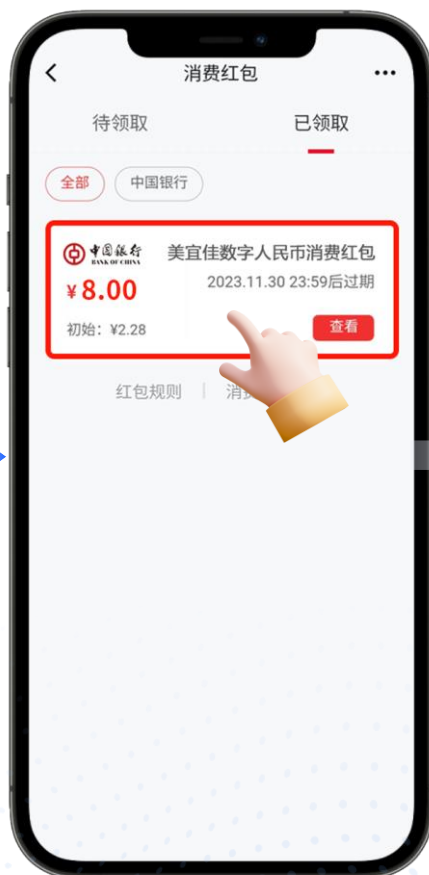 消费红包
待领取 已领取
全部 中国银行
中国银行 美宜佳数字人民币消费红包
BANK OF CHINA
¥8.00 2023.11.30 23:59后过期
初始：¥2.28 查看
红包规则 | 消